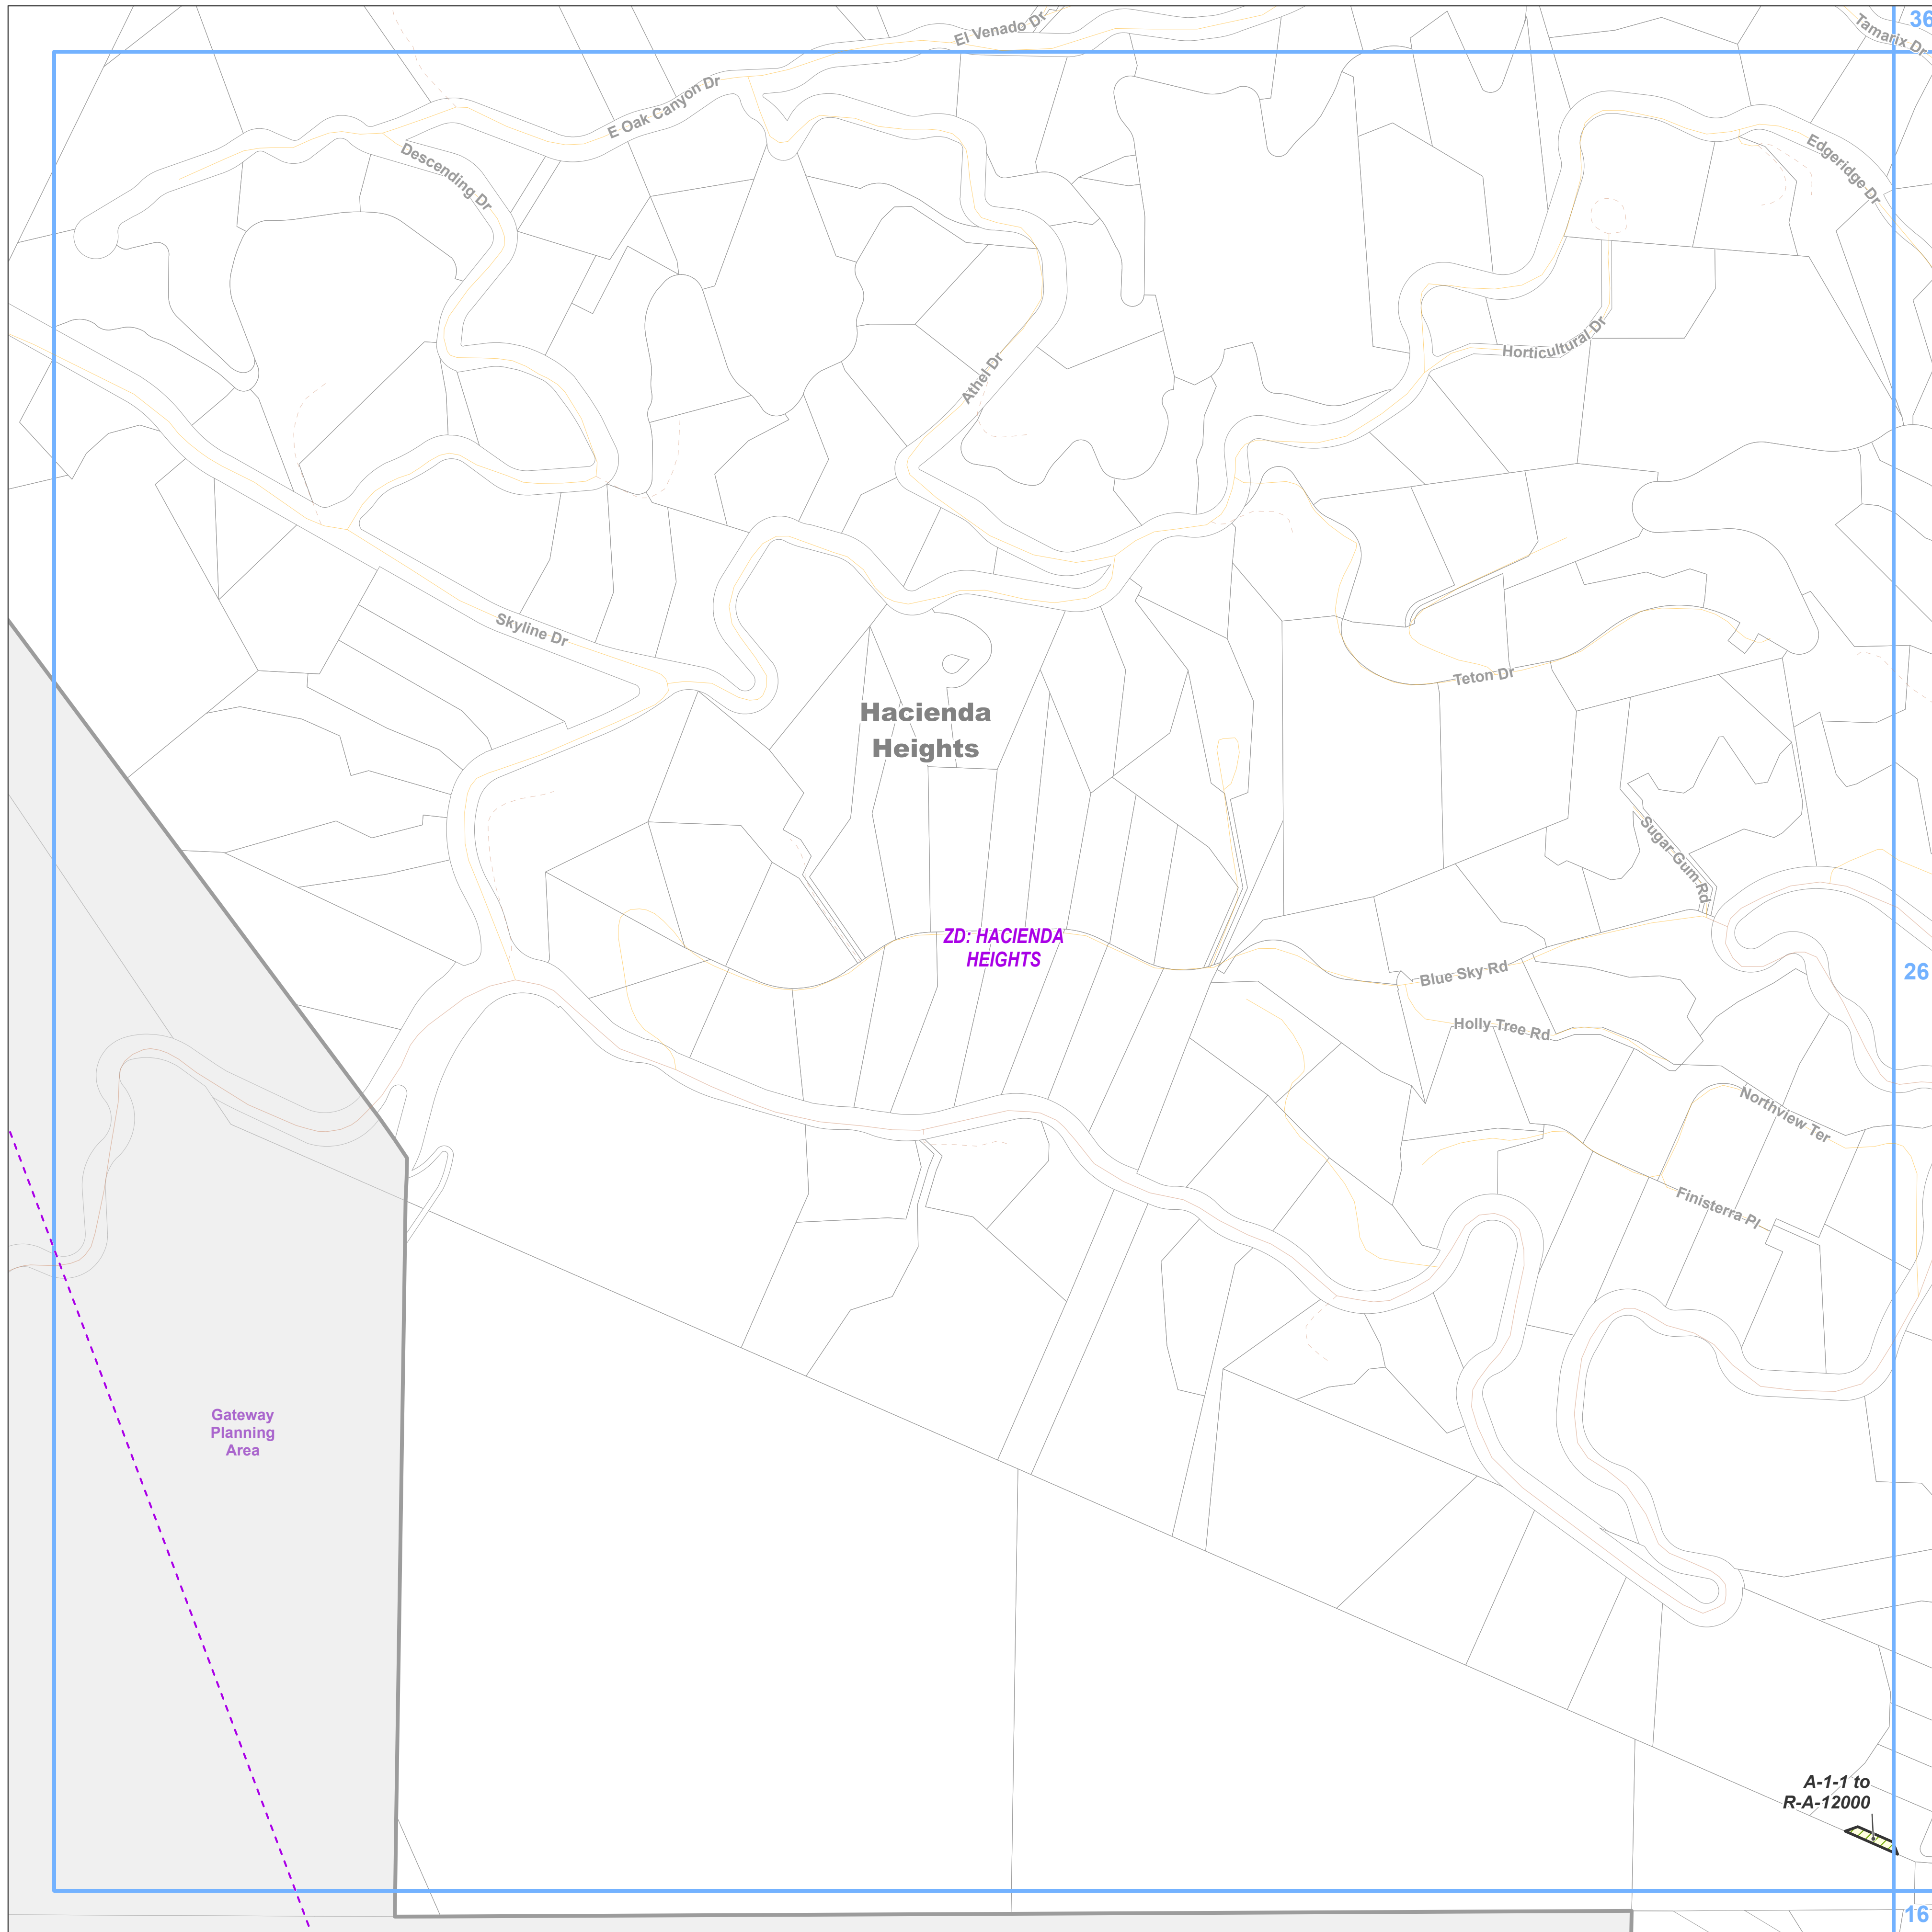 El Venado Dr
36
Tamarix Dr
E Oak Canyon Dr
Descending Dr
Edgeridge Dr
Horticultural Dr
Athel Dr
Skyline Dr
Teton Dr
Hacienda
Heights
Sugar Gum Rd
ZD: HACIENDA
HEIGHTS
Blue Sky Rd
26
Holly Tree Rd
Northview Ter
Finisterra Pl
Gateway
Planning
Area
A-1-1 to
R-A-12000
16